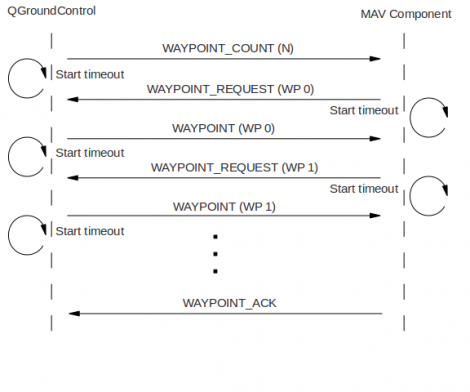 QGroundControl
MAV Component
WAYPOINT_COUNT (N)
Start timeout
WAYPOINT_REQUEST (WP 0)
Start timeout
WAYPOINT (WP 0)
Start timeout
WAYPOINT_REQUEST (WP 1)
Start timeout
WAYPOINT (WP 1)
Start timeout
WAYPOINT_ACK